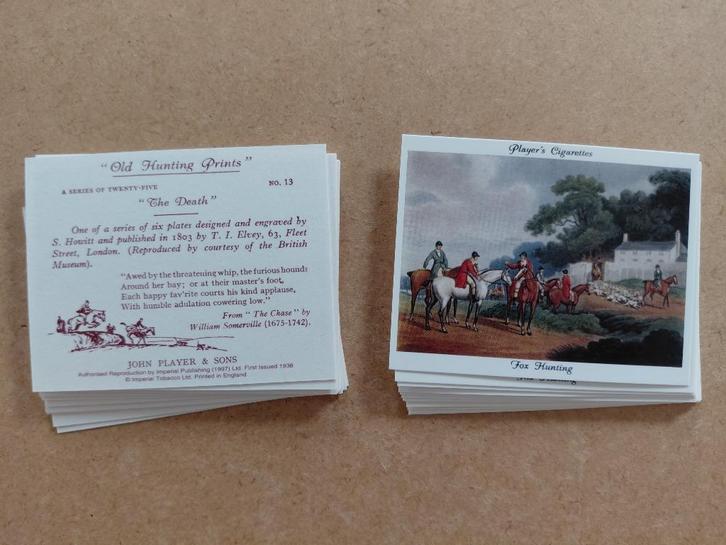 "Old Hunting Prints"
A SERIES OF TWENTY-FIVE NO. 13
"The Death"
One of a series of six plates designed and engraved by
S. Howitt and published in 1803 by T. I. Elvey, 63, Fleet
Street, London. (Reproduced by courtesy of the British
Museum).
"Awed by the threatening whip, the furious hounds
Around her bay; or at their master's foot,
Each happy fav'rite courts his kind applause,
With humble adulation cowering low."
From "The Chase" by
William Somerville (1675-1742).
JOHN PLAYER & SONS
Authorised Reproduction by Imperial Publishing (1997) Ltd. First Issued 1938
© Imperial Tobacco Ltd. Printed in England
Player's Cigarettes
Fox Hunting